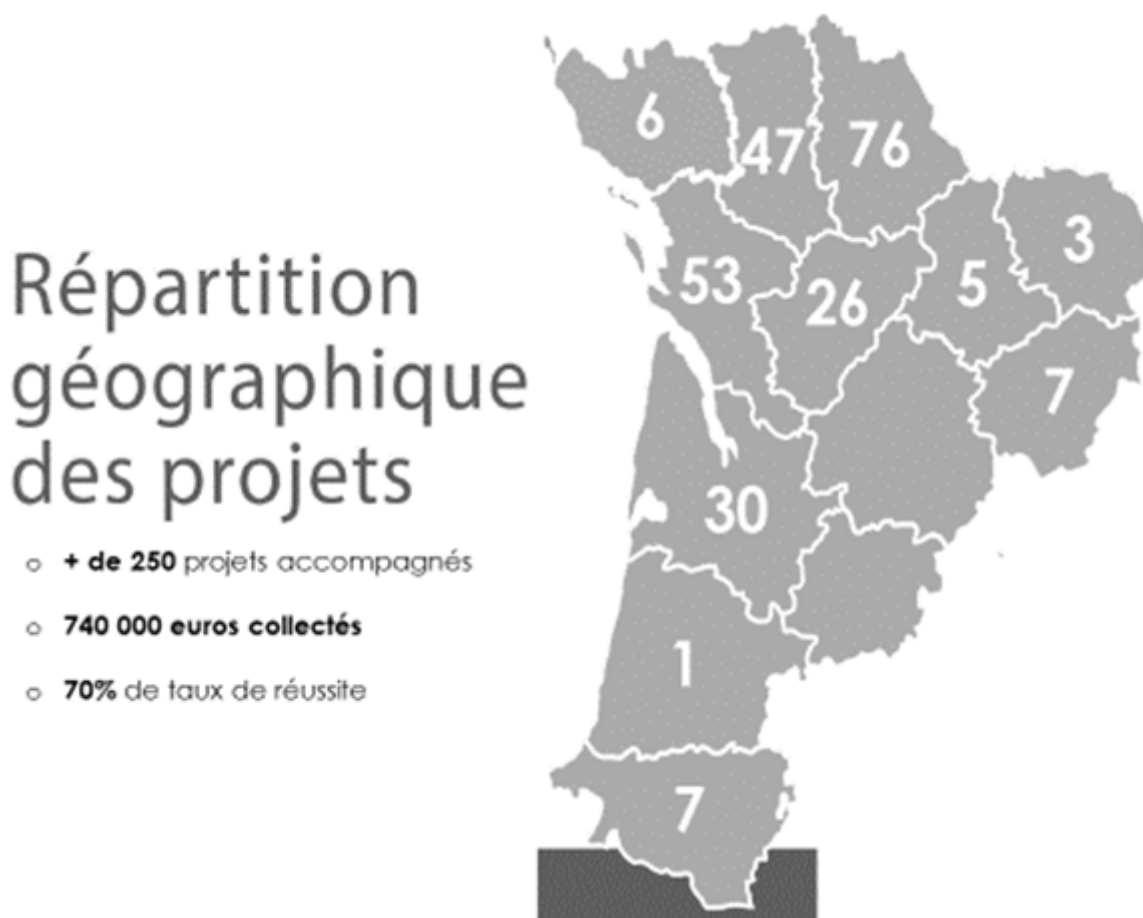 Répartition
géographique
des projets
+ de 250 projets accompagnés
740 000 euros collectés
70% de taux de réussite
6
47
76
53
26
5
3
7
30
1
7